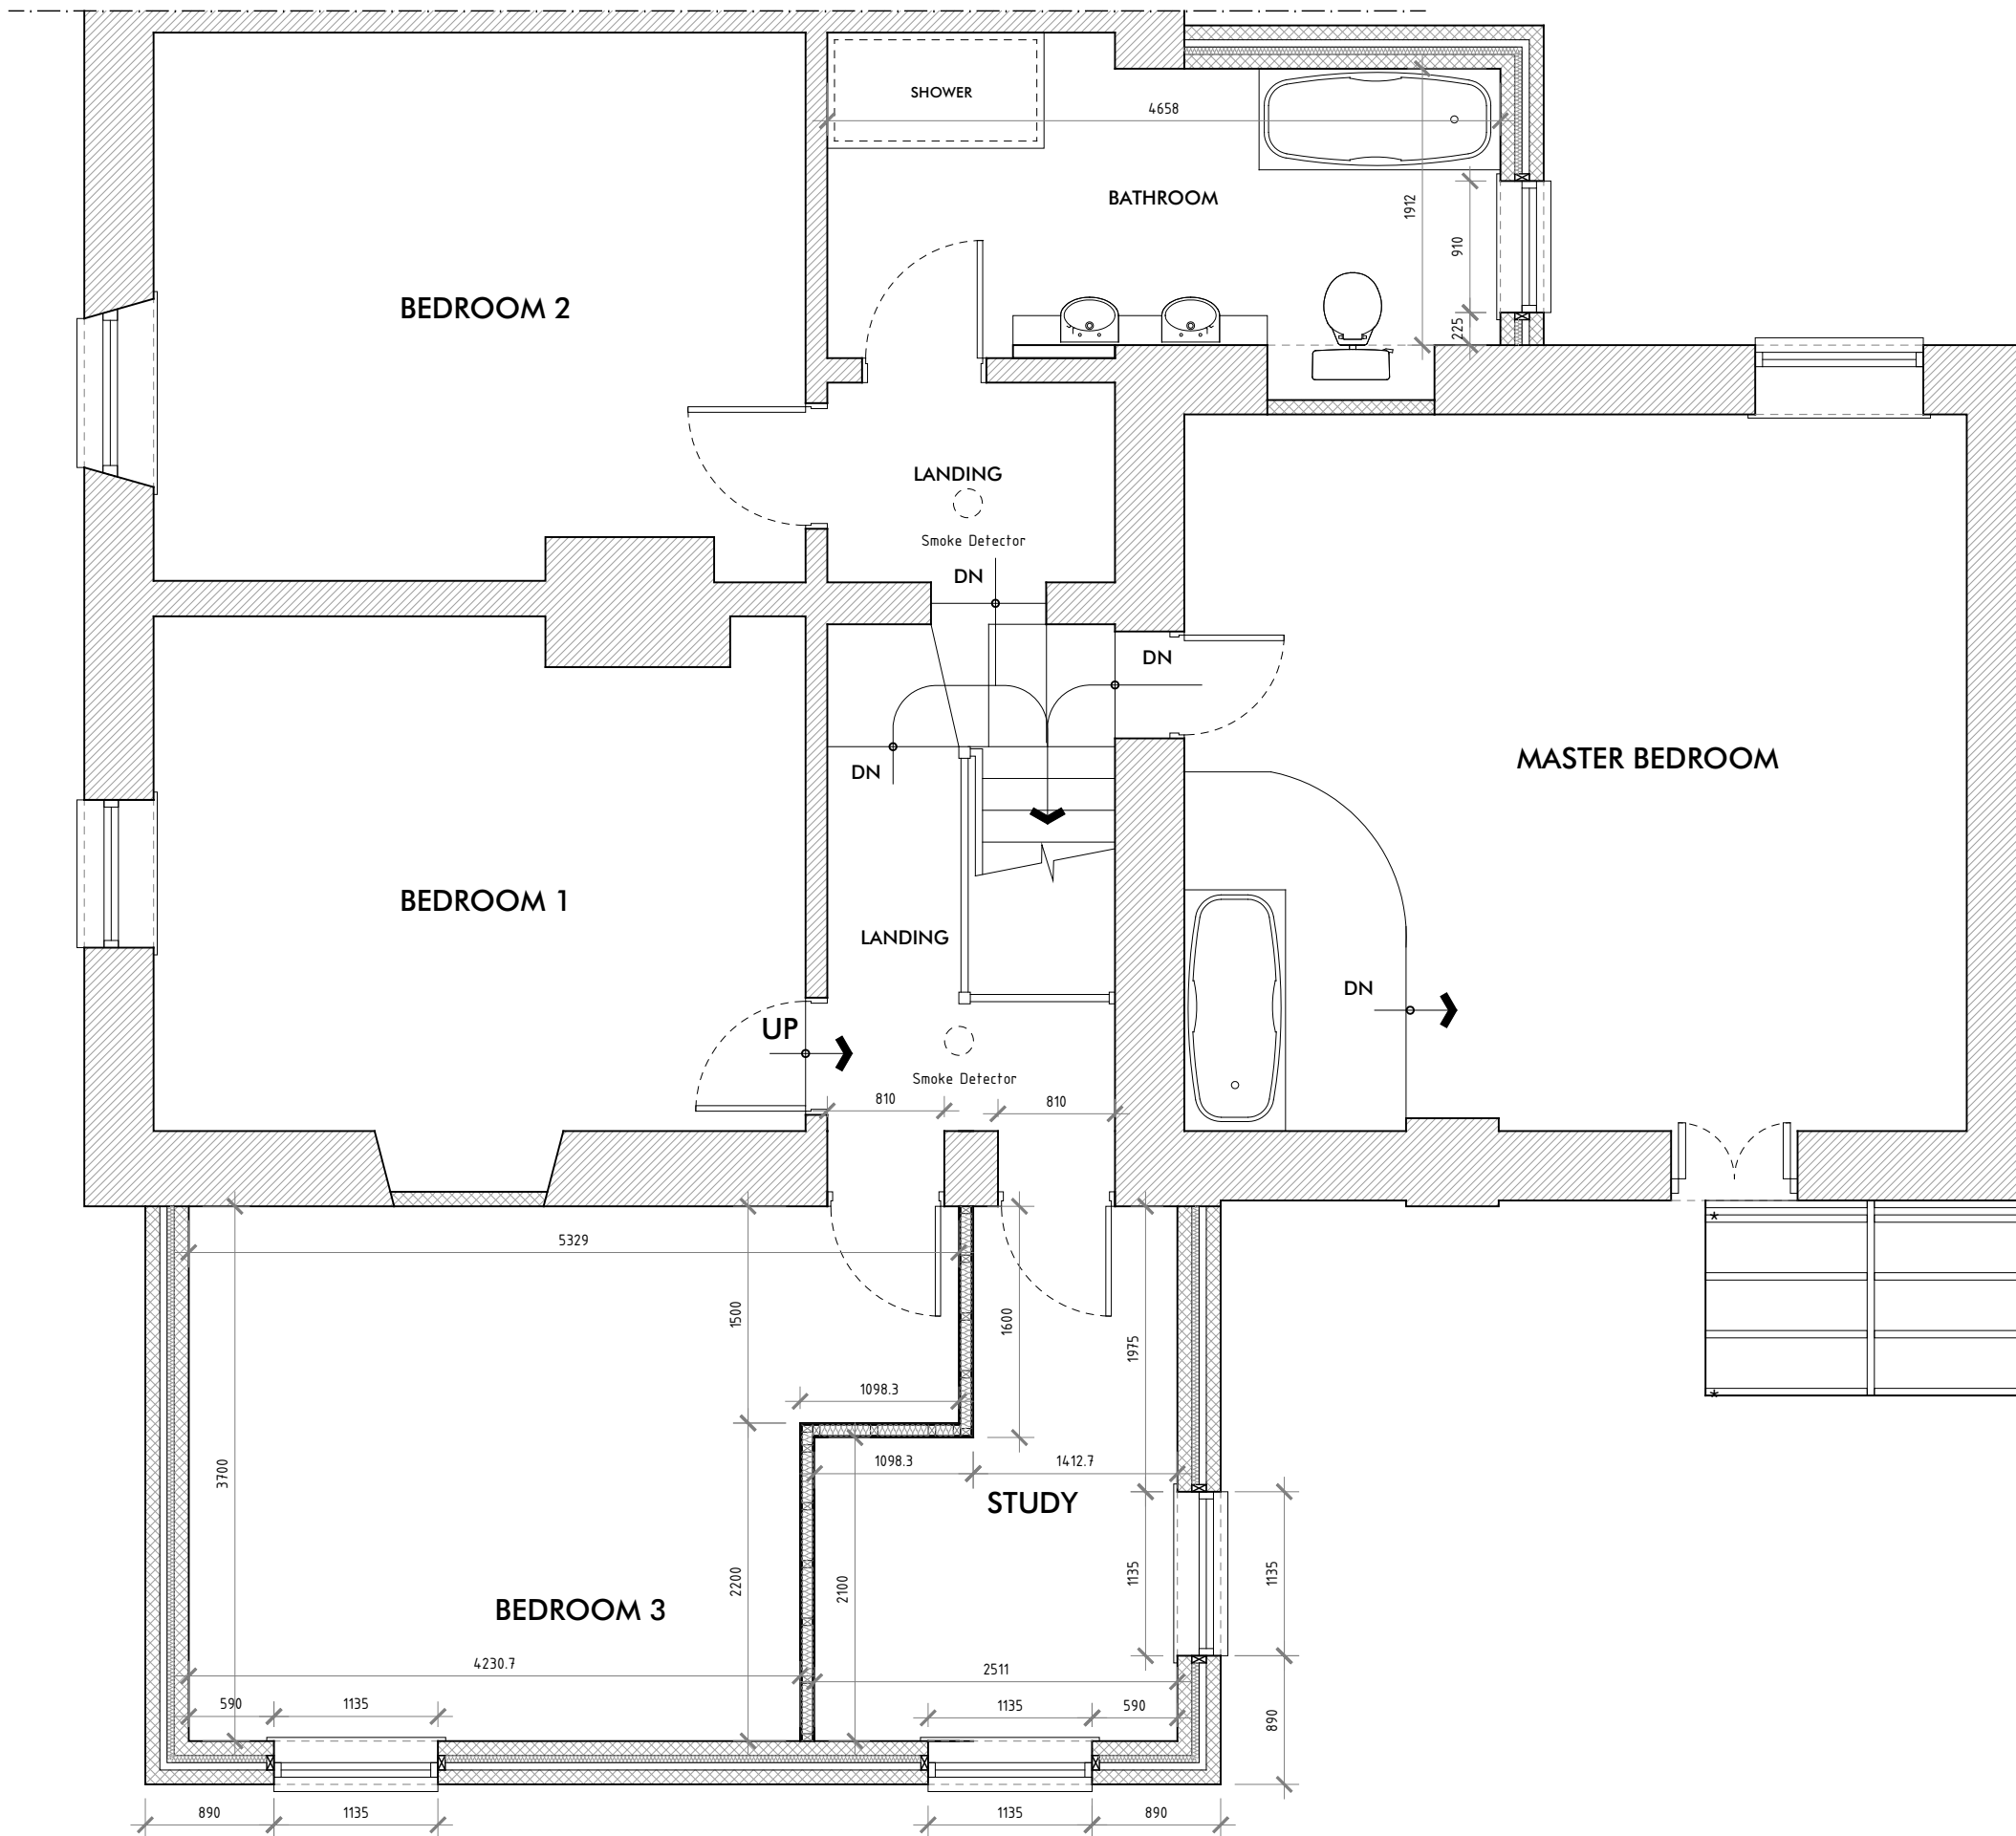 SHOWER
4658
BATHROOM
1912
910
225
BEDROOM 2
LANDING
Smoke Detector
DN
DN
DN
MASTER BEDROOM
BEDROOM 1
LANDING
DN
UP
Smoke Detector
810
810
5329
1500
1600
1975
1098.3
3700
1098.3
1412.7
STUDY
2200
2100
1135
1135
BEDROOM 3
4230.7
2511
590
1135
1135
590
890
890
1135
1135
890